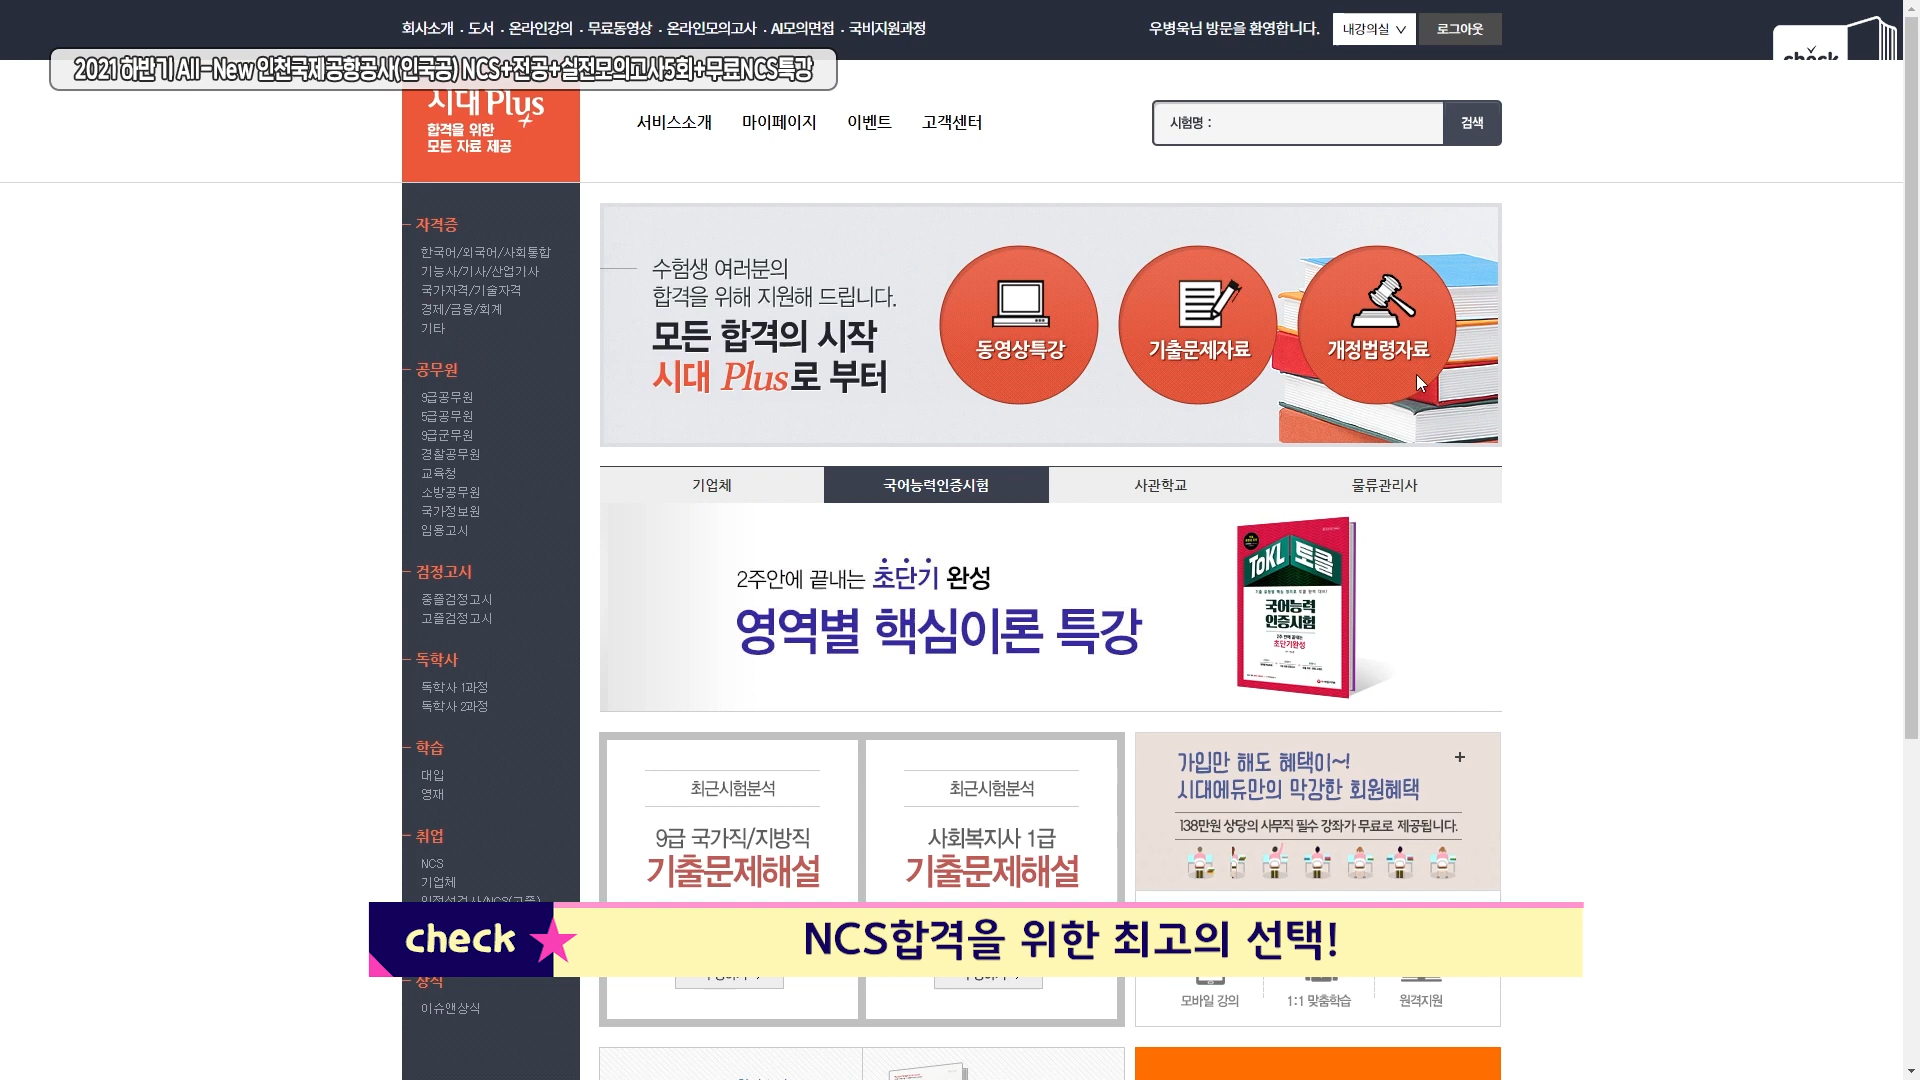 회사소개 . 도서 . 온라인강의 . 무료동영상 . 온라인모의고사 . AI모의면접 . 국비지원과정
우병욱님 방문을 환영합니다.
내강의실
로그아웃
check
2021 하반기 All-New 인천국제공항공사(인국공) NCS+전공+실전모의고사5회+무료NCS특강
시대 Plus
합격을 위한
모든 자료 제공
서비스소개
마이페이지
이벤트
고객센터
시험명 :
검색
자격증
한국어/외국어/사회통합
기능사/기사/산업기사
국가자격/기술자격
경제/금융/회계
기타
공무원
9급공무원
5급공무원
9급군무원
경찰공무원
교육청
소방공무원
국가정보원
임용고시
검정고시
중졸검정고시
고졸검정고시
독학사
독학사 1과정
독학사 2과정
학습
대입
영재
취업
NCS
기업체
인적성검사/NCS(고졸)
상식
이슈앤상식
수험생 여러분의
합격을 위해 지원해 드립니다.
모든 합격의 시작
시대 Plus로 부터
동영상특강
기출문제자료
개정법령자료
기업체
국어능력인증시험
사관학교
물류관리사
2주안에 끝내는 초단기 완성
영역별 핵심이론 특강
ToKL 토클
국어능력
인증시험
2주 안에 끝내는
초단기완성
최근시험분석
9급 국가직/지방직
기출문제해설
최근시험분석
사회복지사 1급
기출문제해설
가입만 해도 혜택이~!
시대에듀만의 막강한 회원혜택
138만원 상당의 사무직 필수 강좌가 무료로 제공됩니다.
모바일 강의
1:1 맞춤학습
원격지원
check
NCS합격을 위한 최고의 선택!